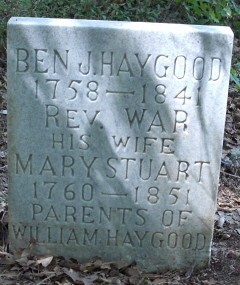 BEN J. HAYGOOD
1758—1841
REV. WAR
HIS WIFE
MARY STUART
1760—1851
PARENTS OF
WILLIAM HAYGOOD